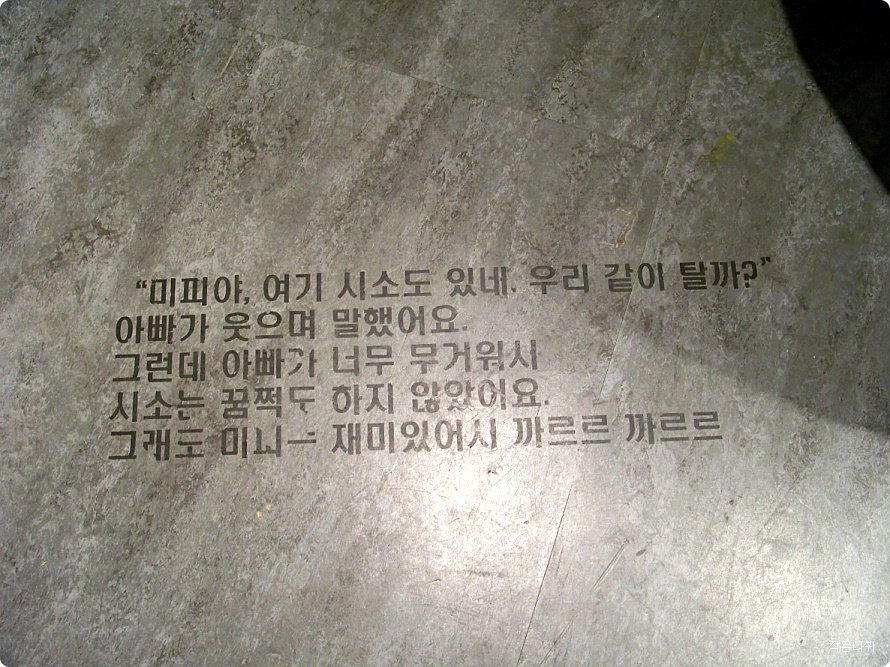 “미피야, 여기 시소도 있네. 우리 같이 탈까?”
아빠가 웃으며 말했어요.
그런데 아빠가 너무 무거워서
시소는 꿈쩍도 하지 않았어요.
그래도 재미있어서 까르르 까르르
작은나귀